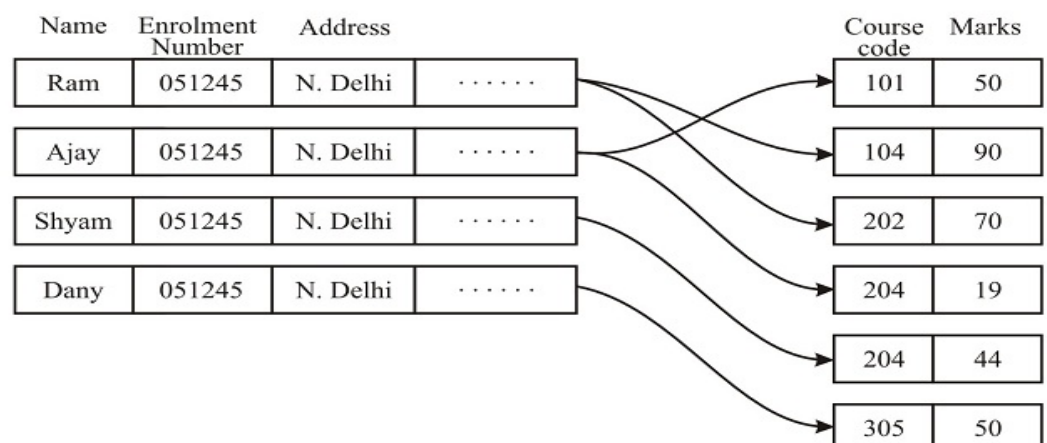 Name Enrolment Number Address Course code Marks
Ram 051245 N. Delhi ...... 101 50
Ajay 051245 N. Delhi ...... 104 90
Shyam 051245 N. Delhi ...... 202 70
Dany 051245 N. Delhi ...... 204 19
204 44
305 50